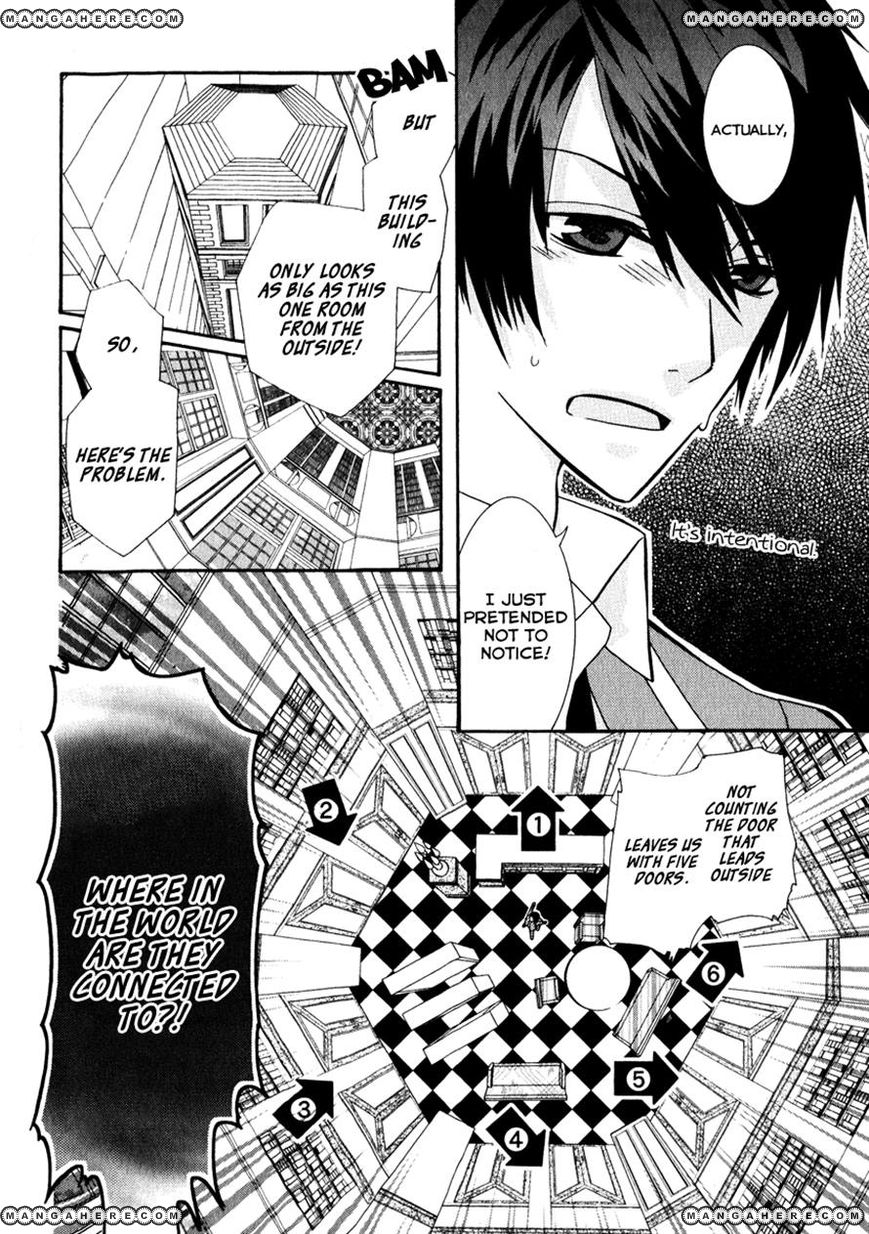 MANGAHERE.COM
MANGAHERE.COM
ACTUALLY,
It's intentional.
I JUST
PRETENDED
NOT TO
NOTICE!
BAM
BUT
THIS
BUILD-
ING
ONLY LOOKS
AS BIG AS THIS
ONE ROOM
FROM THE
OUTSIDE!
SO,
HERE'S THE
PROBLEM.
NOT
COUNTING
THE DOOR
THAT
LEADS
OUTSIDE
LEAVES US
WITH FIVE
DOORS.
1
2
3
4
5
6
WHERE IN
THE WORLD
ARE THEY
CONNECTED
TO?!
MANGAHERE.COM
MANGAHERE.COM